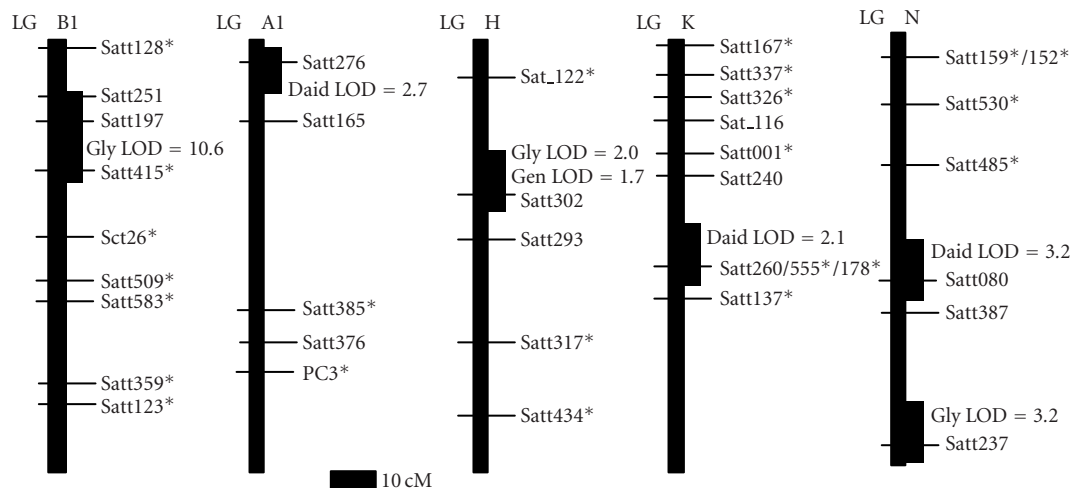 LG B1
Satt128*
Satt251
Satt197
Gly LOD = 10.6
Satt415*
Sct26*
Satt509*
Satt583*
Satt359*
Satt123*
LG A1
Satt276
Daid LOD = 2.7
Satt165
Satt385*
Satt376
PC3*
LG H
Sat_122*
Gly LOD = 2.0
Gen LOD = 1.7
Satt302
Satt293
Satt317*
Satt434*
LG K
Satt167*
Satt337*
Satt326*
Sat_116
Satt001*
Satt240
Daid LOD = 2.1
Satt260/555*/178*
Satt137*
LG N
Satt159*/152*
Satt530*
Satt485*
Daid LOD = 3.2
Satt080
Satt387
Gly LOD = 3.2
Satt237
10 cM